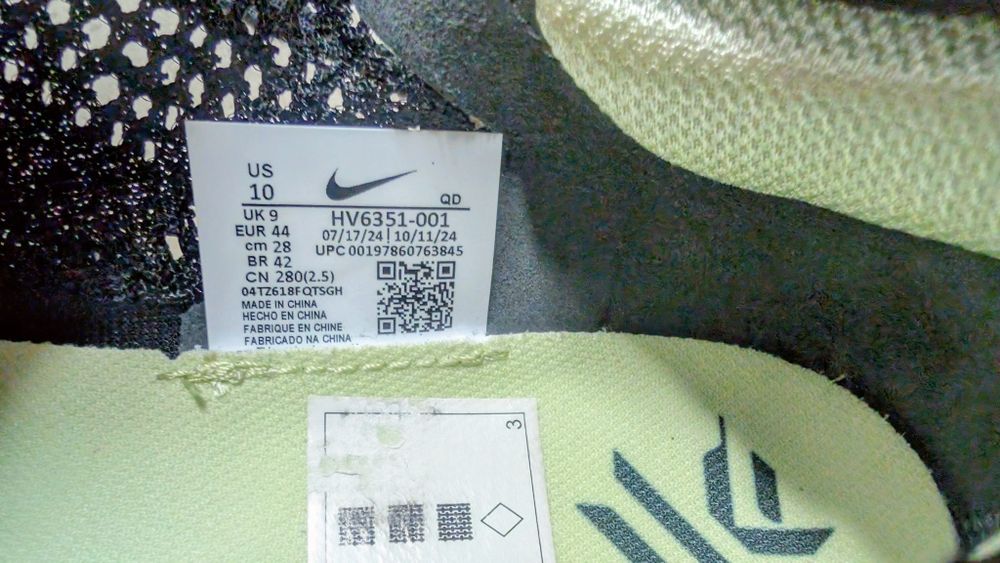 US
10
QD
UK 9
HV6351-001
EUR 44
07/17/24 | 10/11/24
cm 28
UPC 00197860763845
BR 42
CN 280(2.5)
04TZ618FQTSGH
MADE IN CHINA
HECHO EN CHINA
FABRIQUE EN CHINE
FABRICADO NA CHINA
3